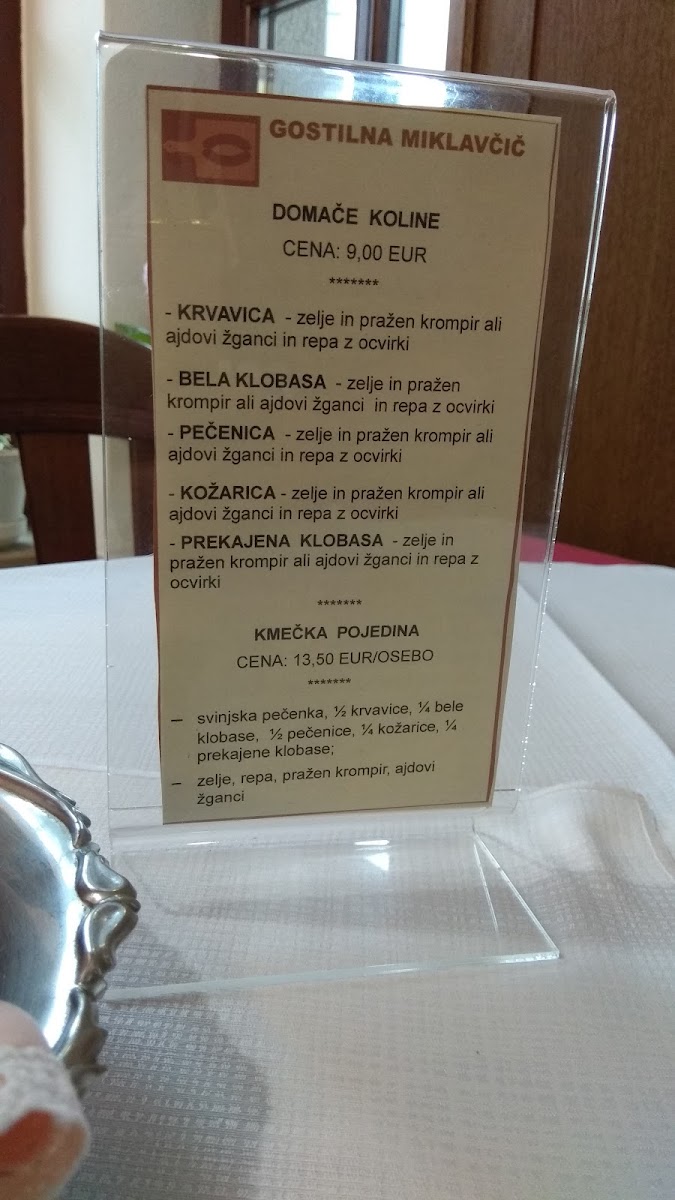 GOSTILNA MIKLAVČIČ
DOMAČE KOLINE
CENA: 9,00 EUR
*******
- KRVAVICA - zelje in pražen krompir ali
ajdovi žganci in repa z ocvirki
- BELA KLOBASA - zelje in pražen
krompir ali ajdovi žganci in repa z ocvirki
- PEČENICA - zelje in pražen krompir ali
ajdovi žganci in repa z ocvirki
- KOŽARICA - zelje in pražen krompir ali
ajdovi žganci in repa z ocvirki
- PREKAJENA KLOBASA - zelje in
pražen krompir ali ajdovi žganci in repa z
ocvirki
*******
KMEČKA POJEDINA
CENA: 13,50 EUR/OSEBO
*******
– svinjska pečenka, ½ krvavice, ¼ bele
klobase, ½ pečenice, ¼ kožarice, ¼
prekajene klobase;
– zelje, repa, pražen krompir, ajdovi
žganci